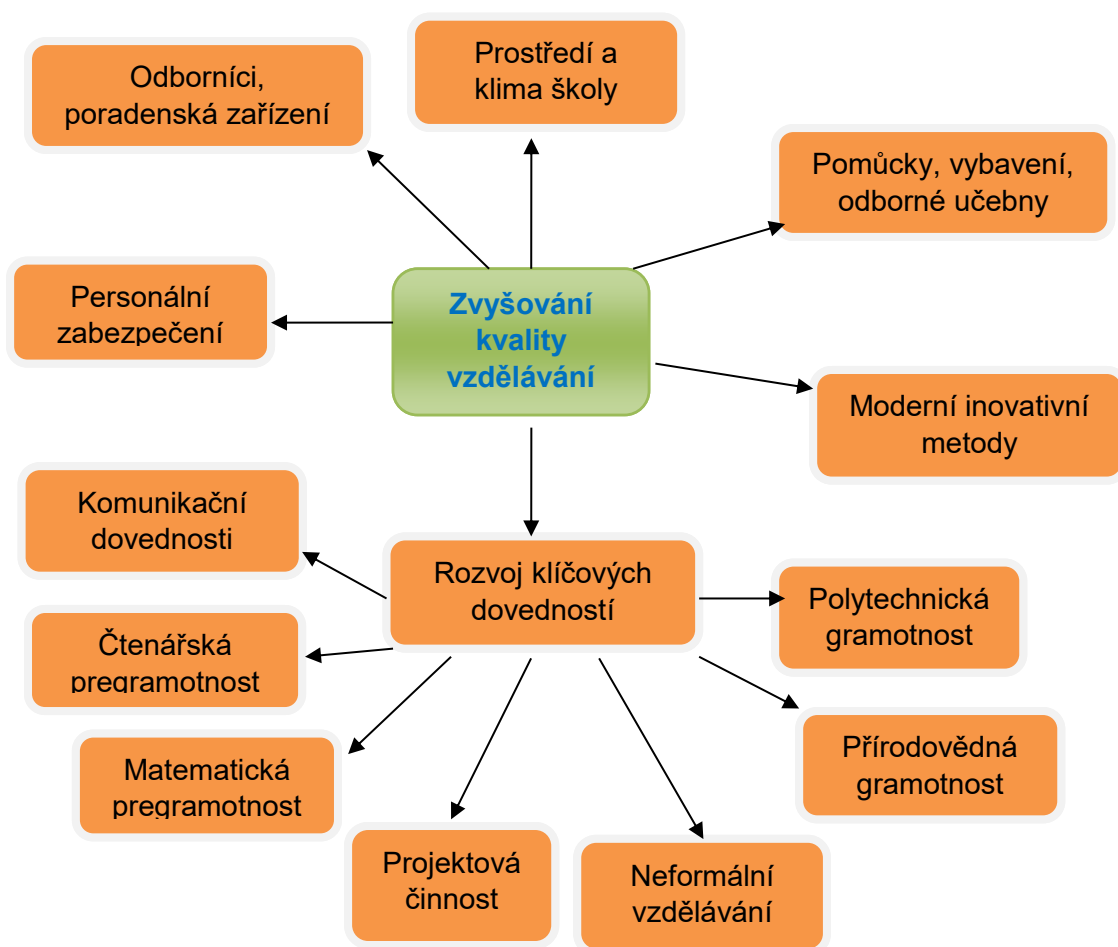 Odborníci,
poradenská zařízení
Prostředí a
klima školy
Pomůcky, vybavení,
odborné učebny
Personální
zabezpečení
Zvyšování
kvality
vzdělávání
Moderní inovativní
metody
Komunikační
dovednosti
Rozvoj klíčových
dovedností
Polytechnická
gramotnost
Čtenářská
pregramotnost
Matematická
pregramotnost
Přírodovědná
gramotnost
Projektová
činnost
Neformální
vzdělávání